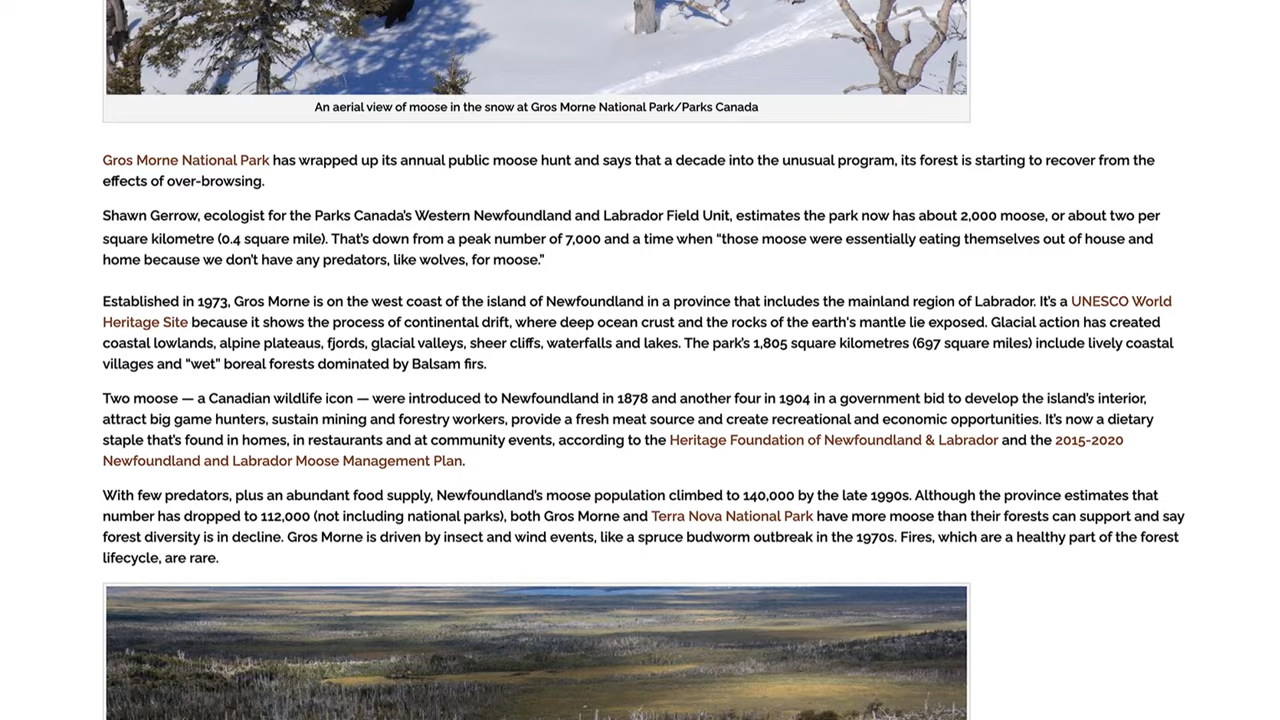 An aerial view of moose in the snow at Gros Morne National Park/Parks Canada
Gros Morne National Park has wrapped up its annual public moose hunt and says that a decade into the unusual program, its forest is starting to recover from the
effects of over-browsing.
Shawn Gerrow, ecologist for the Parks Canada's Western Newfoundland and Labrador Field Unit, estimates the park now has about 2,000 moose, or about two per
square kilometre (0.4 square mile). That's down from a peak number of 7,000 and a time when “those moose were essentially eating themselves out of house and
home because we don't have any predators, like wolves, for moose.”
Established in 1973, Gros Morne is on the west coast of the island of Newfoundland in a province that includes the mainland region of Labrador. It's a UNESCO World
Heritage Site because it shows the process of continental drift, where deep ocean crust and the rocks of the earth's mantle lie exposed. Glacial action has created
coastal lowlands, alpine plateaus, fjords, glacial valleys, sheer cliffs, waterfalls and lakes. The park's 1,805 square kilometres (697 square miles) include lively coastal
villages and “wet” boreal forests dominated by Balsam firs.
Two moose — a Canadian wildlife icon — were introduced to Newfoundland in 1878 and another four in 1904 in a government bid to develop the island's interior,
attract big game hunters, sustain mining and forestry workers, provide a fresh meat source and create recreational and economic opportunities. It's now a dietary
staple that's found in homes, in restaurants and at community events, according to the Heritage Foundation of Newfoundland & Labrador and the 2015-2020
Newfoundland and Labrador Moose Management Plan.
With few predators, plus an abundant food supply, Newfoundland's moose population climbed to 140,000 by the late 1990s. Although the province estimates that
number has dropped to 112,000 (not including national parks), both Gros Morne and Terra Nova National Park have more moose than their forests can support and say
forest diversity is in decline. Gros Morne is driven by insect and wind events, like a spruce budworm outbreak in the 1970s. Fires, which are a healthy part of the forest
lifecycle, are rare.